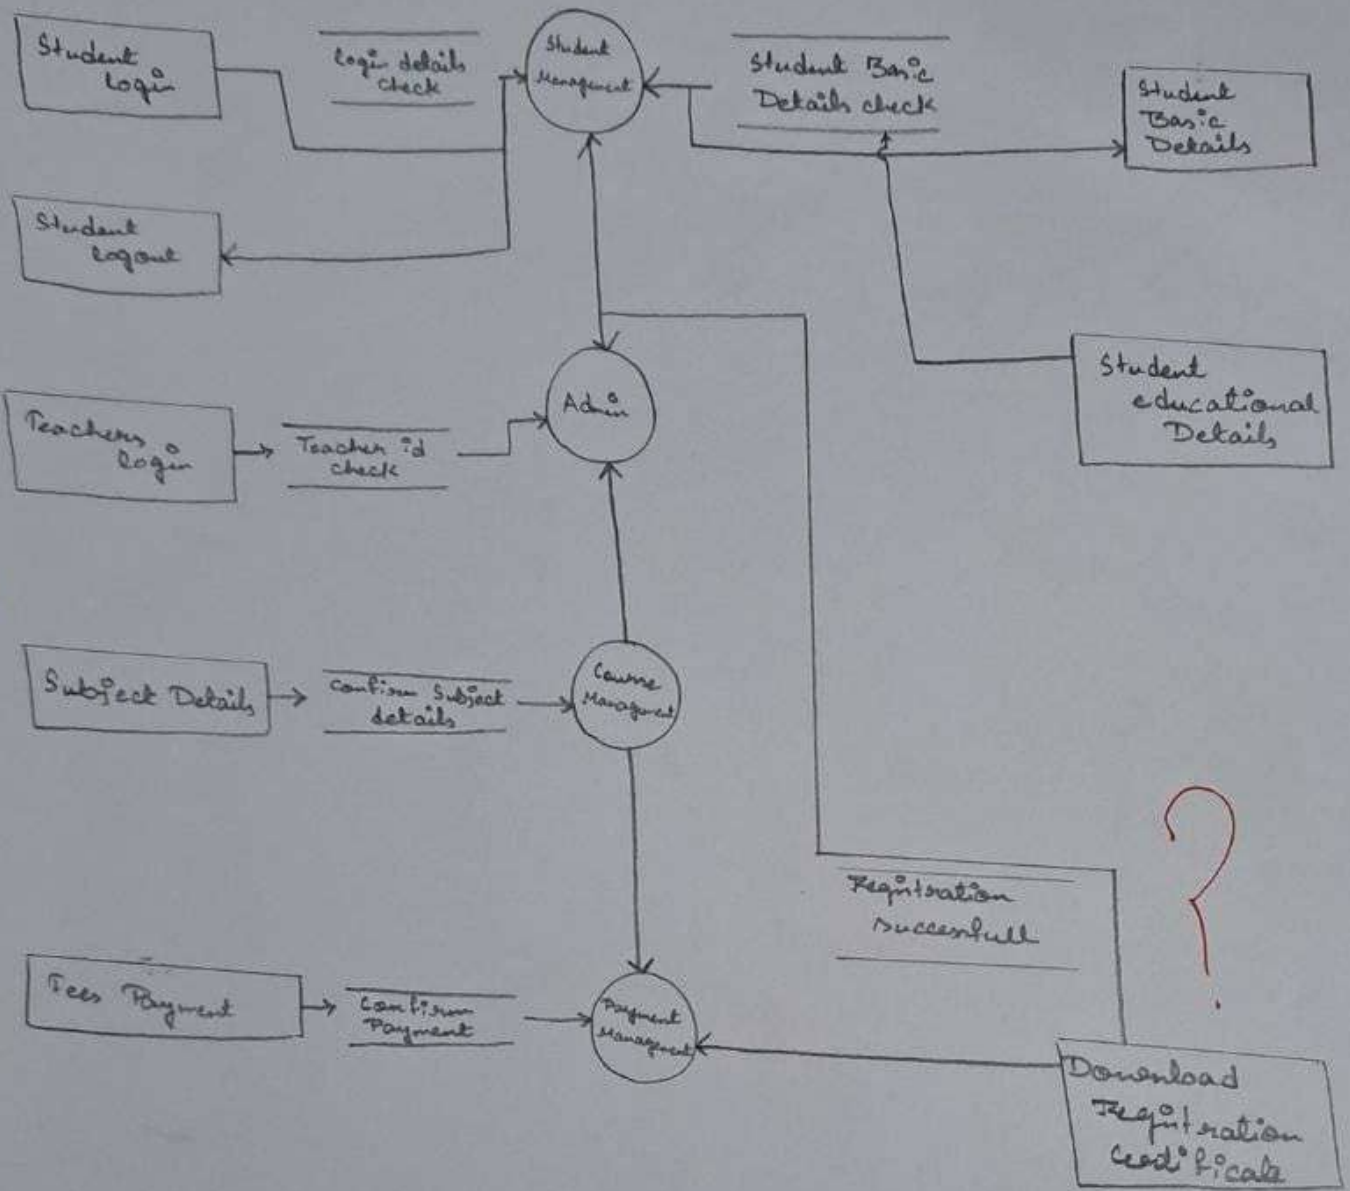 Student
Login
Login details
check
Student
Management
Student Basic
Details check
Student
Basic
Details
Student
Logout
Teachers
Login
Teacher id
check
Admin
Student
educational
Details
Subject Details
Confirm Subject
details
Course
Management
Registration
Successfull
?
Fees Payment
Confirm
Payment
Payment
Management
Download
Registration
Certificate